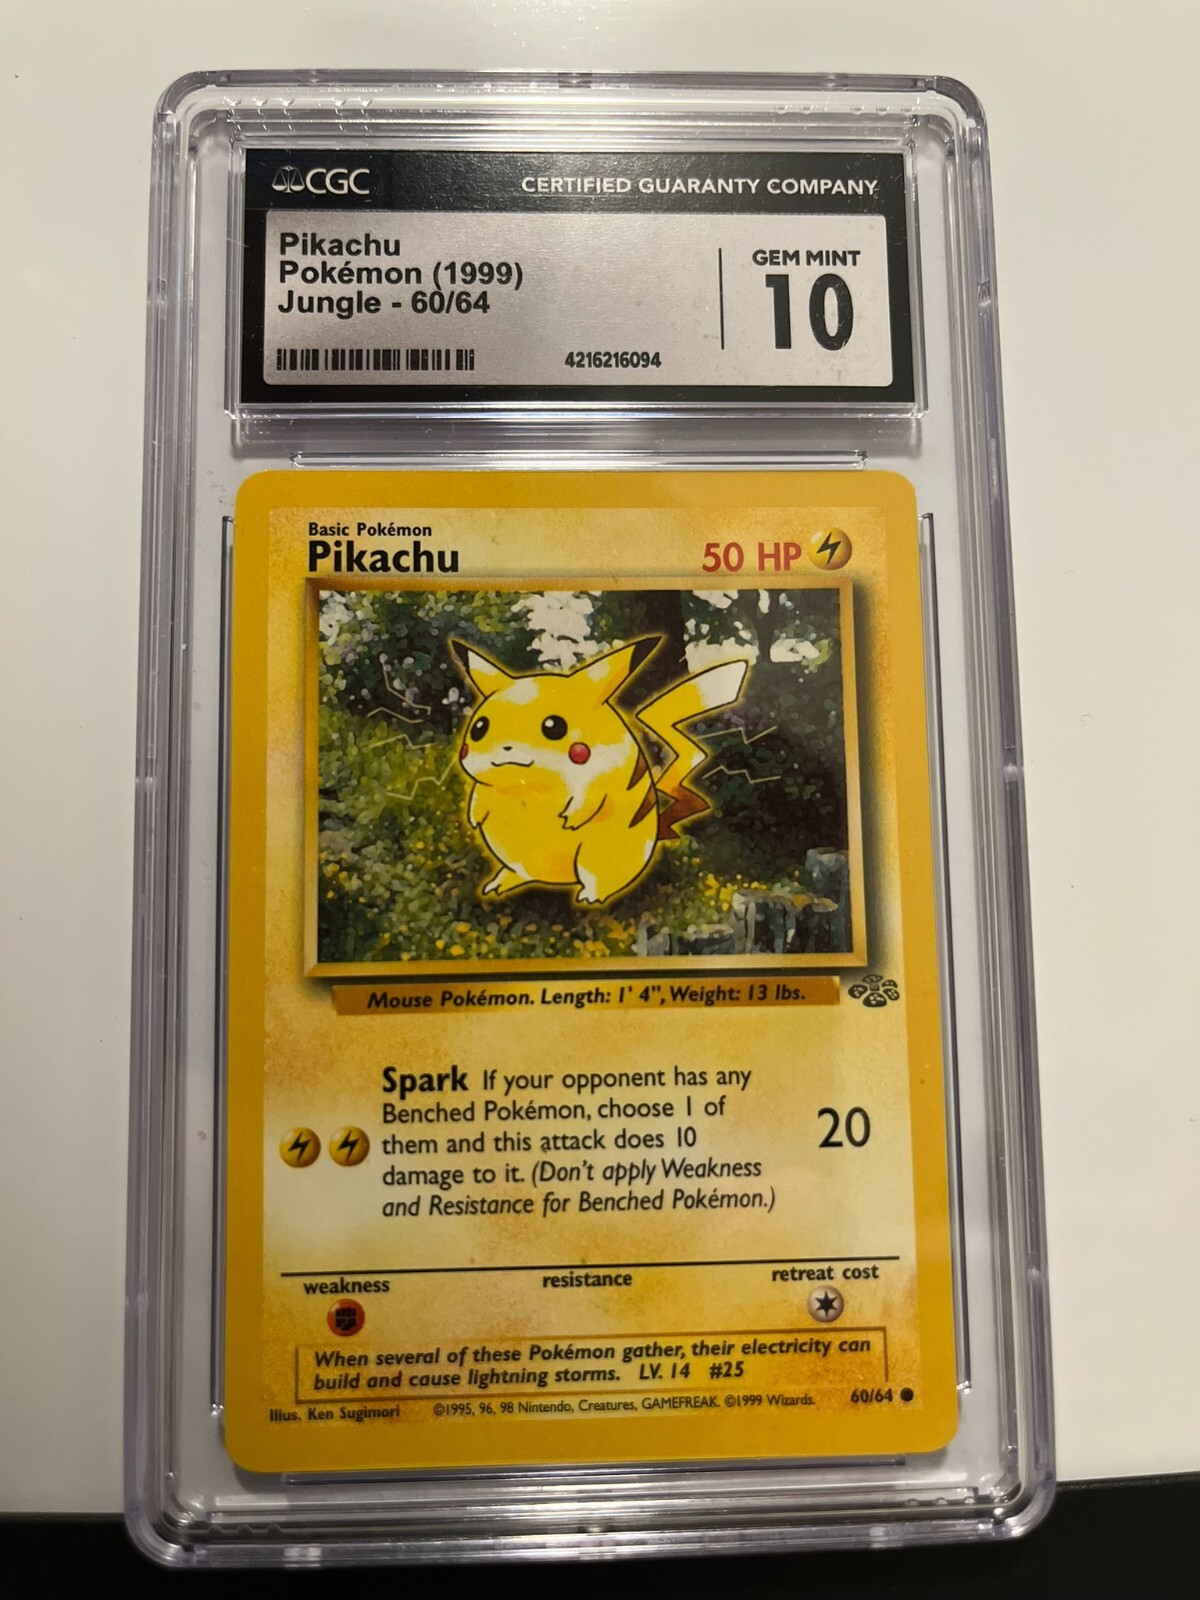 CGC
CERTIFIED GUARANTY COMPANY
Pikachu
Pokémon (1999)
Jungle - 60/64
GEM MINT
10
4216216094
Basic Pokémon
Pikachu
50 HP
Mouse Pokémon. Length: 1' 4", Weight: 13 lbs.
Spark If your opponent has any
Benched Pokémon, choose 1 of
them and this attack does 10
damage to it. (Don't apply Weakness
and Resistance for Benched Pokémon.)
20
weakness
resistance
retreat cost
When several of these Pokémon gather, their electricity can
build and cause lightning storms. LV. 14 #25
Illus. Ken Sugimori
©1995, 96, 98 Nintendo, Creatures, GAMEFREAK. ©1999 Wizards.
60/64